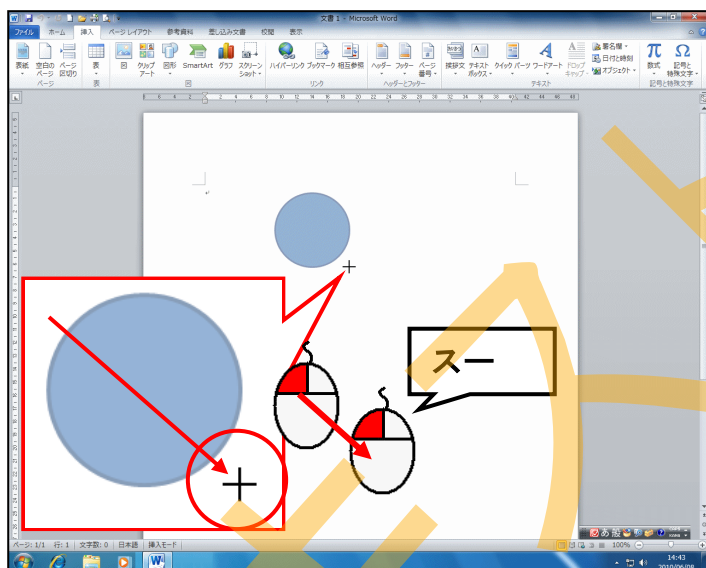 文書 1 - Microsoft Word
ファイル ホーム 挿入 ページ レイアウト 参考資料 差し込み文書 校閲 表示
表紙 空白のページ ページ区切り 表 図 クリップアート 図形 SmartArt グラフ スクリーンショット ハイパーリンク ブックマーク 相互参照 ヘッダー フッター ページ番号 挨拶文 テキストボックス クイック パーツ ワードアート ドロップキャップ 署名欄 日付と時刻 オブジェクト 数式 記号と特殊文字
ページ 表 図 リンク ヘッダーとフッター テキスト 記号と特殊文字
スー
あ 般
ページ: 1/1 行: 1 文字数: 0 日本語 挿入モード 100%
14:43
2010/06/08